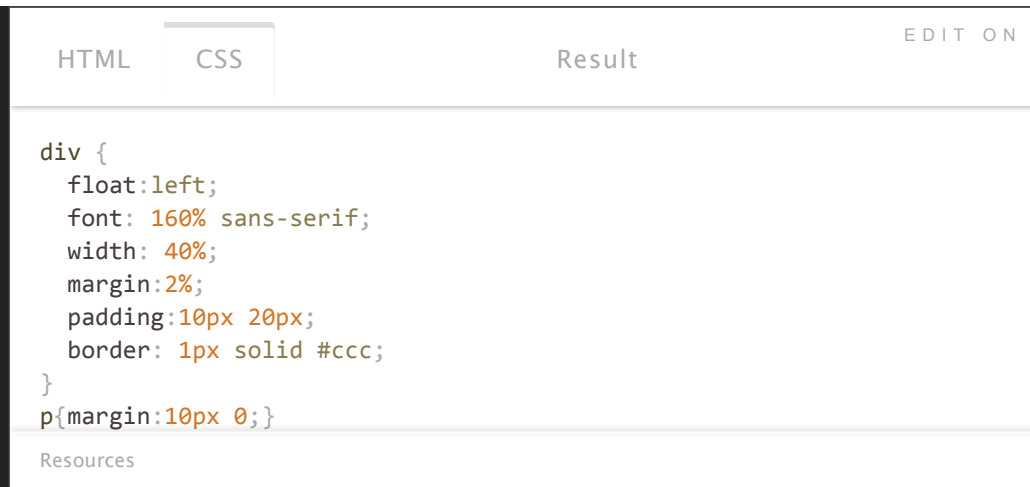 EDIT ON
HTML CSS Result
div {
  float:left;
  font: 160% sans-serif;
  width: 40%;
  margin:2%;
  padding:10px 20px;
  border: 1px solid #ccc;
}
p{margin:10px 0;}
Resources